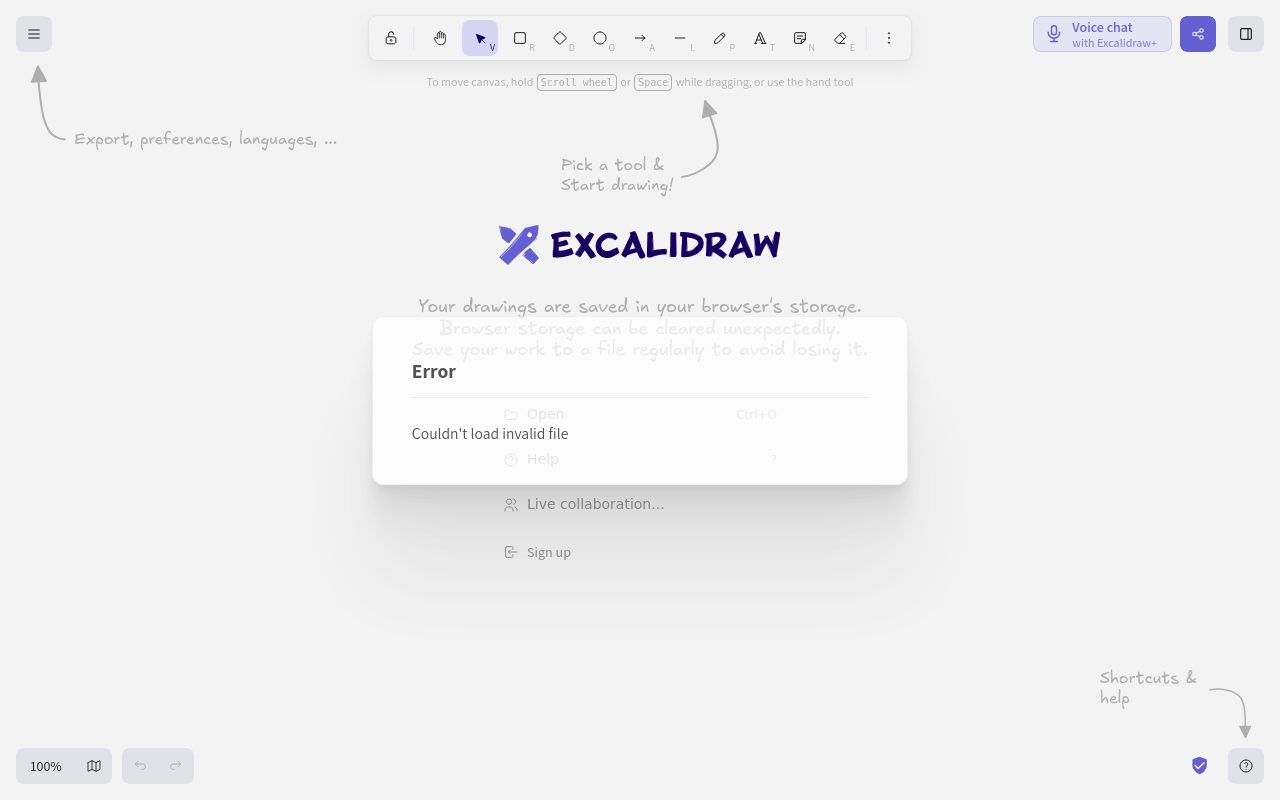 Voice chat
with Excalidraw+
V
R
D
O
A
L
P
T
N
E
To move canvas, hold Scroll wheel or Space while dragging, or use the hand tool
Export, preferences, languages, ...
Pick a tool &
Start drawing!
EXCALIDRAW
Your drawings are saved in your browser's storage.
Browser storage can be cleared unexpectedly.
Save your work to a file regularly to avoid losing it.
Error
Open Ctrl+O
Couldn't load invalid file
Help ?
Live collaboration...
Sign up
Shortcuts &
help
100%